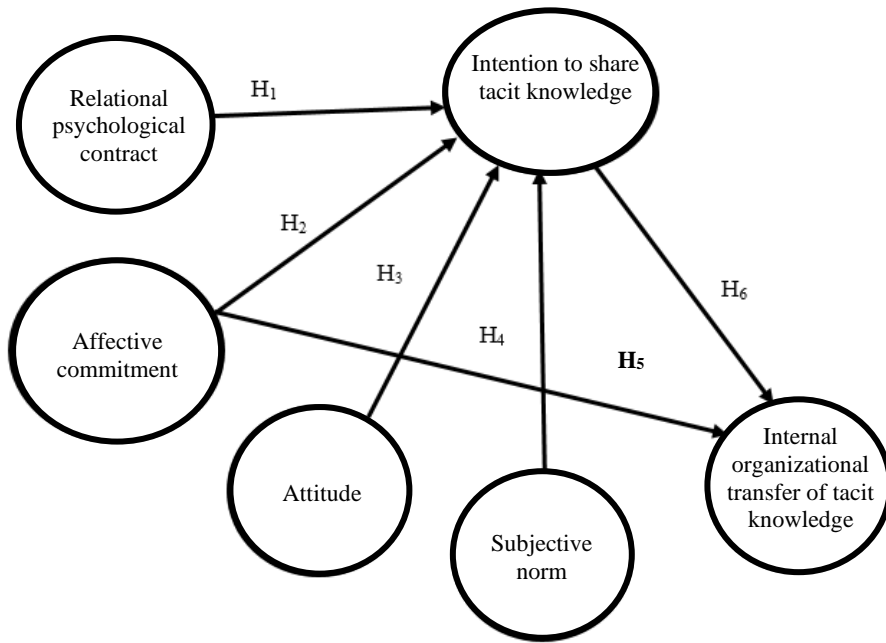 Intention to share
tacit knowledge
H₁
Relational
psychological
contract
H₂
H₃
H₆
H₄
H₅
Affective
commitment
Internal
organizational
transfer of tacit
knowledge
Attitude
Subjective
norm